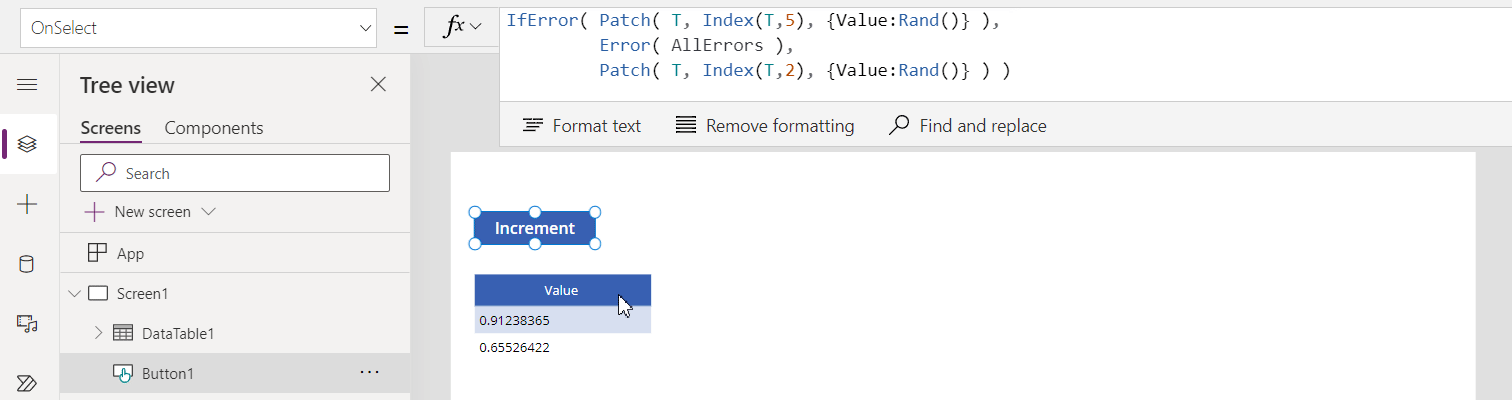 OnSelect
=
fx
IfError( Patch( T, Index(T,5), {Value:Rand()} ),
Error( AllErrors ),
Patch( T, Index(T,2), {Value:Rand()} ) )
Format text
Remove formatting
Find and replace
Tree view
Screens
Components
Search
New screen
App
Screen1
DataTable1
Button1
...
Increment
Value
0.91238365
0.65526422